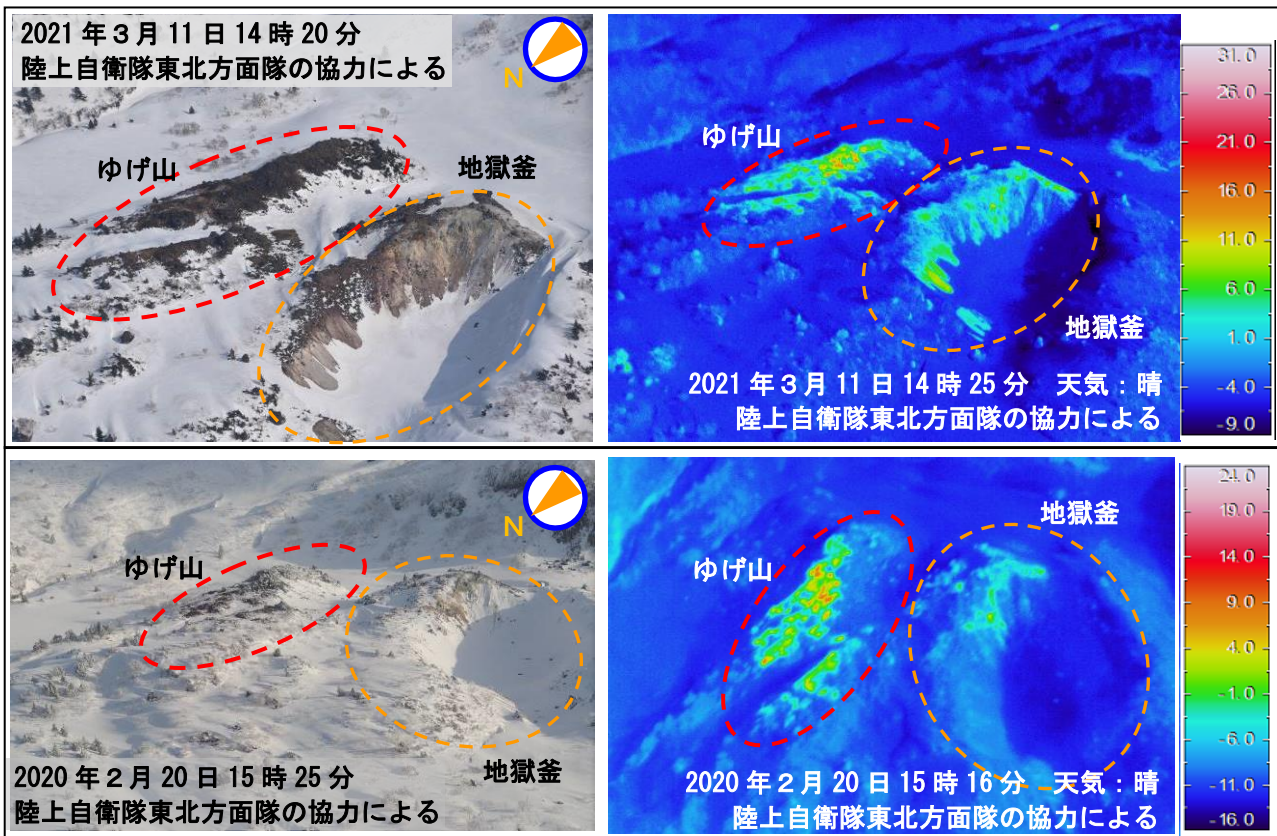 2021年3月11日14時20分
陸上自衛隊東北方面隊の協力による
N
ゆげ山
地獄釜
ゆげ山
地獄釜
2021年3月11日14時25分 天気:晴
陸上自衛隊東北方面隊の協力による
31.0
26.0
21.0
16.0
11.0
6.0
1.0
-4.0
-9.0
N
ゆげ山
地獄釜
2020年2月20日15時25分
陸上自衛隊東北方面隊の協力による
地獄釜
ゆげ山
2020年2月20日15時16分 天気:晴
陸上自衛隊東北方面隊の協力による
24.0
19.0
14.0
9.0
4.0
-1.0
-6.0
-11.0
-16.0